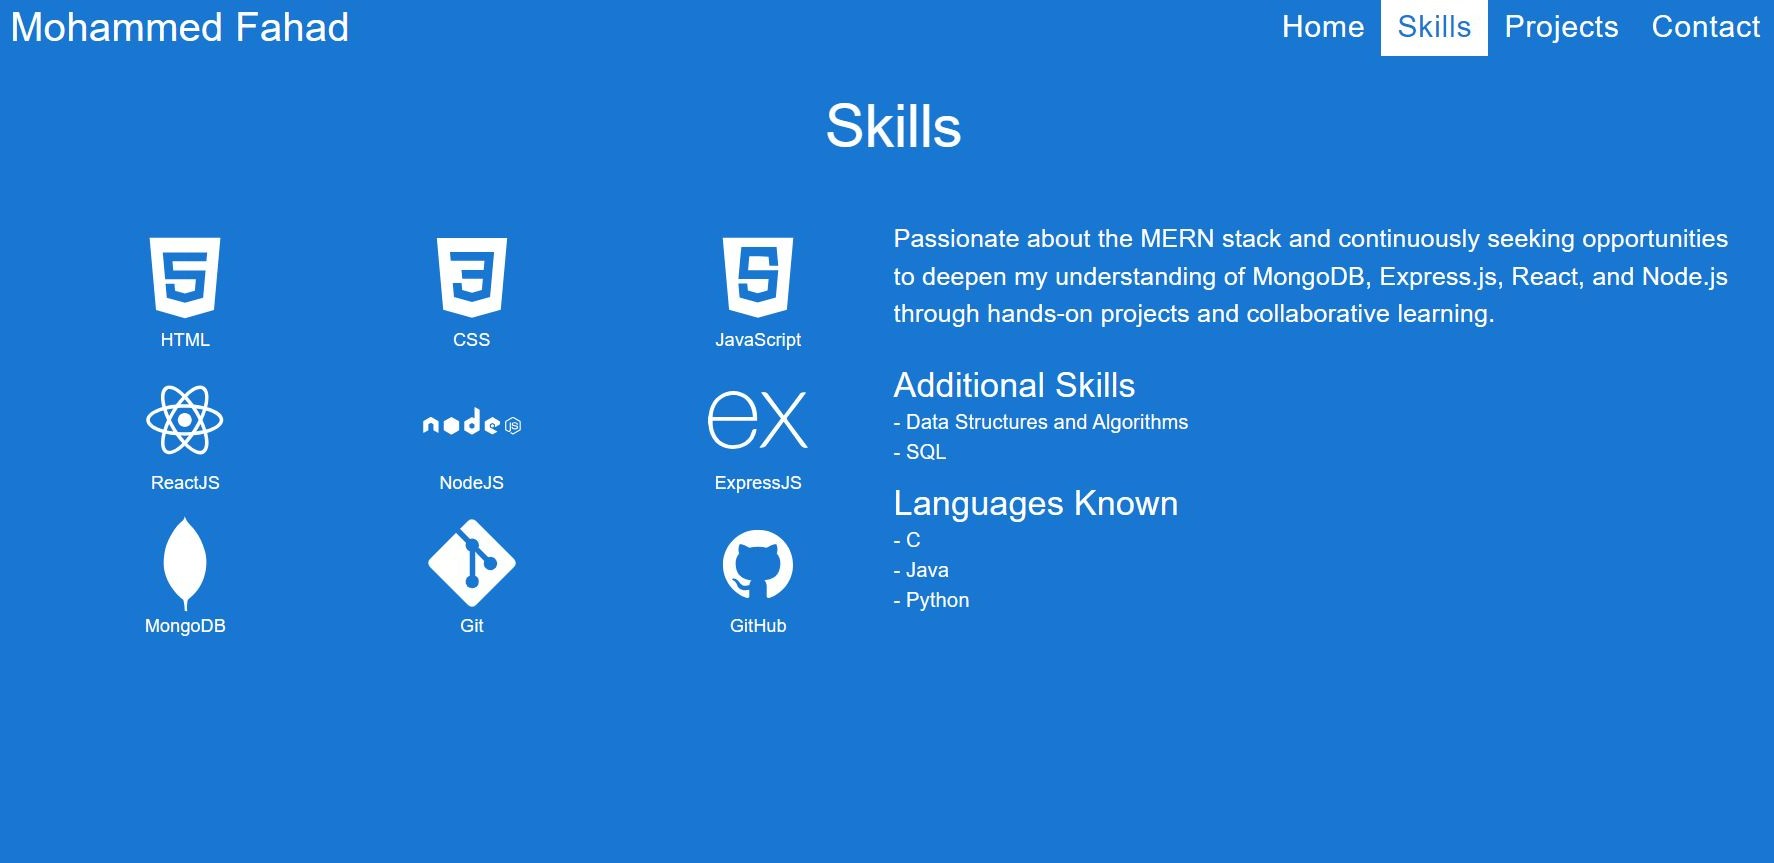 Mohammed Fahad
Home Skills Projects Contact
Skills
HTML CSS JavaScript
ex
ReactJS NodeJS ExpressJS
node JS
MongoDB Git GitHub
Passionate about the MERN stack and continuously seeking opportunities
to deepen my understanding of MongoDB, Express.js, React, and Node.js
through hands-on projects and collaborative learning.
Additional Skills
- Data Structures and Algorithms
- SQL
Languages Known
- C
- Java
- Python